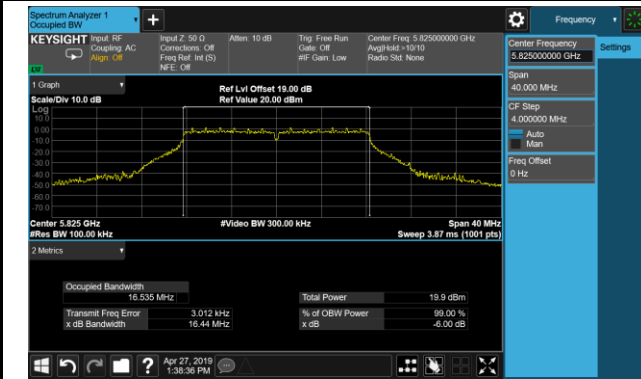 Spectrum Analyzer 1
Occupied BW
+
Frequency
KEYSIGHT
Input: RF
Coupling: AC
Align: Off
Input Z: 50 Ω
Corrections: Off
Freq Ref: Int (S)
NFE: Off
Atten: 10 dB
Trig: Free Run
Gate: Off
#IF Gain: Low
Center Freq: 5.825000000 GHz
Avg|Hold:>10/10
Radio Std: None
LXI
Center Frequency
5.825000000 GHz
Settings
Span
40.000 MHz
CF Step
4.000000 MHz
Auto
Man
Freq Offset
0 Hz
1 Graph
Scale/Div 10.0 dB
Ref Lvl Offset 19.00 dB
Ref Value 20.00 dBm
Log
10.0
0.00
-10.0
-20.0
-30.0
-40.0
-50.0
-60.0
-70.0
Center 5.825 GHz
#Res BW 100.00 kHz
#Video BW 300.00 kHz
Span 40 MHz
Sweep 3.87 ms (1001 pts)
2 Metrics
Occupied Bandwidth
16.535 MHz
Total Power 19.9 dBm
Transmit Freq Error 3.012 kHz
% of OBW Power 99.00 %
x dB Bandwidth 16.44 MHz
x dB -6.00 dB
?
Apr 27, 2019
1:38:36 PM